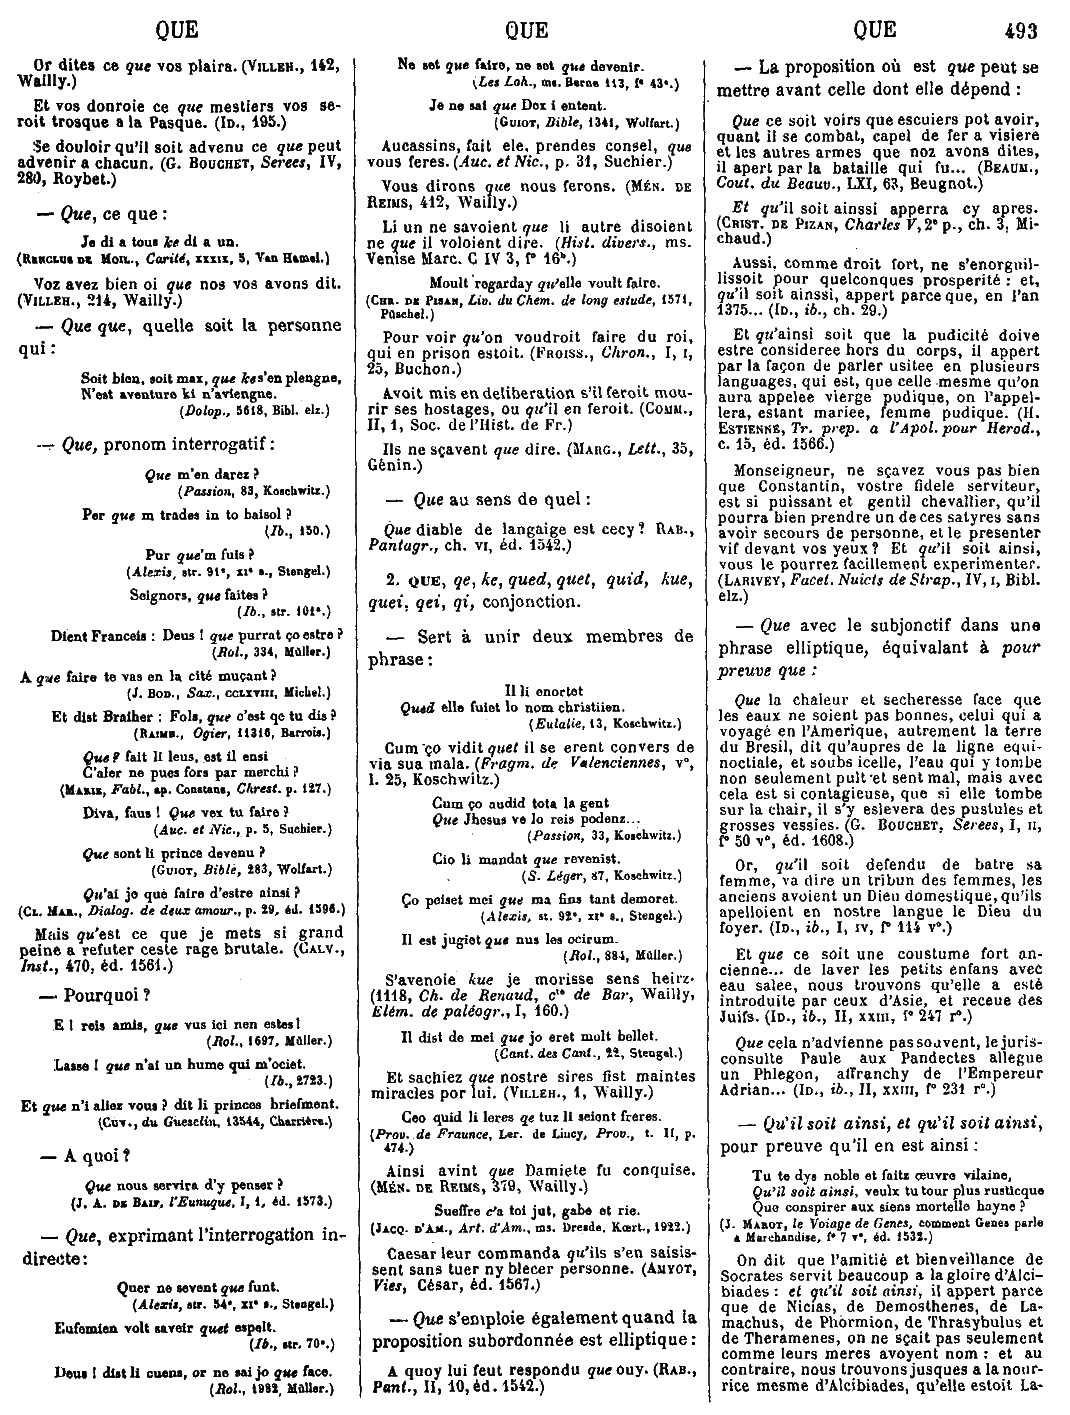 QUE
QUE
QUE 493
Or dites ce que vos plaira. (VILLEH., 142,
Wailly.)
Et vos donroie ce que mestiers vos se-
roit trosque a la Pasque. (ID., 195.)
Se douloir qu'il soit advenu ce que peut
advenir a chacun. (G. BOUCHET, Serees, IV,
280, Roybet.)
— Que, ce que :
Je di a tous ke di a un.
(RENCLUS DE MOIL., Carité, XXXIX, 5, Van Hamel.)
Voz avez bien oi que nos vos avons dit.
(VILLEH., 214, Wailly.)
— Que que, quelle soit la personne
qui :
Soit bien, soit max, que ke s'en plengne,
N'est aventure ki n'aviengne.
(Dolop., 5618, Bibl. elz.)
— Que, pronom interrogatif :
Que m'en darez ?
(Passion, 83, Koschwitz.)
Per que m trades in to baisol ?
(Ib., 150.)
Pur que'm fuis ?
(Alexis, str. 91e, XIe s., Stengel.)
Seignors, que faites ?
(Ib., str. 101e.)
Dient Franceis : Deus ! que purrat ço estre ?
(Rol., 334, Müller.)
A que faire te vas en la cité muçant ?
(J. BOD., Sax., CCLXVIII, Michel.)
Et dist Braiher : Fols, que c'est qe tu dis ?
(RAIMB., Ogier, 11316, Barrois.)
Que? fait li leus, est il ensi
C'aler ne pues fors par merchi ?
(MARIE, Fabl., ap. Constans, Chrest. p. 127.)
Diva, faus ! Que vex tu faire ?
(Auc. et Nic., p. 5, Suchier.)
Que sont li prince devenu ?
(GUIOT, Bible, 283, Wolfart.)
Qu'ai je que faire d'estre ainsi ?
(CL. MAR., Dialog. de deux amour., p. 29, éd. 1596.)
Mais qu'est ce que je mets si grand
peine a refuter ceste rage brutale. (CALV.,
Inst., 470, éd. 1561.)
— Pourquoi ?
E ! reis amis, que vus ici nen estes !
(Rol., 1697, Müller.)
Lasse ! que n'ai un hume qui m'ociet.
(Ib., 2723.)
Et que n'i allez vous ? dit li princes briefment.
(CUV., du Guesclin, 13544, Charrière.)
— A quoi ?
Que nous servira d'y penser ?
(J. A. DE BAIF, l'Eunuque, I, 1, éd. 1573.)
— Que, exprimant l'interrogation in-
directe :
Quer ne sevent que funt.
(Alexis, str. 54e, XIe s., Stengel.)
Eufemien volt saveir quet espelt.
(Ib., str. 70e.)
Deus ! dist li cuens, or ne sai jo que face.
(Rol., 1982, Müller.)
Ne set que faire, ne set que devenir.
(Les Loh., ms. Berne 113, f° 43e.)
Je ne sai que Dex i entent.
(GUIOT, Bible, 1341, Wolfart.)
Aucassins, fait ele, prendes consel, que
vous feres. (Auc. et Nic., p. 31, Suchier.)
Vous dirons que nous ferons. (MÉN. DE
REIMS, 412, Wailly.)
Li un ne savoient que li autre disoient
ne que il voloient dire. (Hist. divers., ms.
Venise Marc. C IV 3, f° 16b.)
Moult regarday qu'elle voult faire.
(CHR. DE PISAN, Liv. du Chem. de long estude, 1571,
Püschel.)
Pour voir qu'on voudroit faire du roi,
qui en prison estoit. (FROISS., Chron., I, I,
25, Buchon.)
Avoit mis en deliberation s'il feroit mou-
rir ses hostages, ou qu'il en feroit. (COMM.,
II, 1, Soc. de l'Hist. de Fr.)
Ils ne sçavent que dire. (MARG., Lett., 35,
Génin.)
— Que au sens de quel :
Que diable de langaige est cecy ? RAB.,
Pantagr., ch. VI, éd. 1542.)
2. QUE, qe, ke, qued, quet, quid, kue,
quei, qei, qi, conjonction.
— Sert à unir deux membres de
phrase :
Il li enortet
Qued elle fuiet lo nom christiien.
(Eulalie, 13, Koschwitz.)
Cum ço vidit quet il se erent convers de
via sua mala. (Fragm. de Valenciennes, v°,
l. 25, Koschwitz.)
Cum ço audid tota la gent
Que Jhesus ve lo reis podenz...
(Passion, 33, Koschwitz.)
Cio li mandat que revenist.
(S. Léger, 87, Koschwitz.)
Ço peiset mei que ma fins tant demoret.
(Alexis, st. 92e, XIe s., Stengel.)
Il est jugiet que nus les ocirum.
(Rol., 884, Müller.)
S'avenoie kue je morisse sens heirz.
(1118, Ch. de Renaud, cte de Bar, Wailly,
Elém. de paléogr., I, 160.)
Il dist de mei que jo eret molt bellet.
(Cant. des Cant., 22, Stengel.)
Et sachiez que nostre sires fist maintes
miracles por lui. (VILLEH., 1, Wailly.)
Ceo quid li leres qe tuz li seiont freres.
(Prov. de Fraunce, Ler. de Lincy, Prov., t. II, p.
474.)
Ainsi avint que Damiete fu conquise.
(MÉN. DE REIMS, 379, Wailly.)
Sueffre c'a toi jut, gabe et rie.
(JACQ. D'AM., Art. d'Am., ms. Dresde, Kœrt., 1922.)
Caesar leur commanda qu'ils s'en saisis-
sent sans tuer ny blecer personne. (AMYOT,
Vies, César, éd. 1567.)
— Que s'emploie également quand la
proposition subordonnée est elliptique :
A quoy lui feut respondu que ouy. (RAB.,
Pant., II, 10, éd. 1542.)
— La proposition où est que peut se
mettre avant celle dont elle dépend :
Que ce soit voirs que escuiers pot avoir,
quant il se combat, capel de fer a visiere
et les autres armes que noz avons dites,
il apert par la bataille qui fu... (BEAUM.,
Cout. du Beauv., LXI, 63, Beugnot.)
Et qu'il soit ainssi apperra cy apres.
(CRIST. DE PIZAN, Charles V, 2e p., ch. 3, Mi-
chaud.)
Aussi, comme droit fort, ne s'enorguil-
lissoit pour quelconques prosperité : et,
qu'il soit ainssi, appert parce que, en l'an
1375... (ID., ib., ch. 29.)
Et qu'ainsi soit que la pudicité doive
estre consideree hors du corps, il appert
par la façon de parler usitee en plusieurs
languages, qui est, que celle mesme qu'on
aura appelee vierge pudique, on l'appel-
lera, estant mariee, femme pudique. (H.
ESTIENNE, Tr. prep. a l'Apol. pour Herod.,
c. 15, éd. 1566.)
Monseigneur, ne sçavez vous pas bien
que Constantin, vostre fidele serviteur,
est si puissant et gentil chevallier, qu'il
pourra bien prendre un de ces satyres sans
avoir secours de personne, et le presenter
vif devant vos yeux ? Et qu'il soit ainsi,
vous le pourrez facillement experimenter.
(LARIVEY, Facet. Nuicts de Strap., IV, I, Bibl.
elz.)
— Que avec le subjonctif dans une
phrase elliptique, équivalant à pour
preuve que :
Que la chaleur et secheresse face que
les eaux ne soient pas bonnes, celui qui a
voyagé en l'Amerique, autrement la terre
du Bresil, dit qu'aupres de la ligne equi-
noctiale, et soubs icelle, l'eau qui y tombe
non seulement put et sent mal, mais avec
cela est si contagieuse, que si elle tombe
sur la chair, il s'y eslevera des pustules et
grosses vessies. (G. BOUCHET, Serees, I, II,
f° 50 v°, éd. 1608.)
Or, qu'il soit defendu de batre sa
femme, va dire un tribun des femmes, les
anciens avoient un Dieu domestique, qu'ils
apelloient en nostre langue le Dieu du
foyer. (ID., ib., I, IV, f° 114 v°.)
Et que ce soit une coustume fort an-
cienne... de laver les petits enfans avec
eau salee, nous trouvons qu'elle a esté
introduite par ceux d'Asie, et receue des
Juifs. (ID., ib., II, XXIII, f° 247 r°.)
Que cela n'advienne pas souvent, le juris-
consulte Paule aux Pandectes allegue
un Phlegon, affranchy de l'Empereur
Adrian... (ID., ib., II, XXIII, f° 231 r°.)
— Qu'il soit ainsi, et qu'il soit ainsi,
pour preuve qu'il en est ainsi :
Tu te dys noble et faitz œuvre vilaine,
Qu'il soit ainsi, veulx tu tour plus rusticque
Que conspirer aux siens mortelle hayne ?
(J. MAROT, le Voiage de Genes, comment Genes parle
a Marchandise, f° 7 v°, éd. 1532.)
On dit que l'amitié et bienveillance de
Socrates servit beaucoup a la gloire d'Alci-
biades : et qu'il soit ainsi, il appert parce
que de Nicias, de Demosthenes, de La-
machus, de Phormion, de Thrasybulus et
de Theramenes, on ne sçait pas seulement
comme leurs meres avoyent nom : et au
contraire, nous trouvons jusques a la nour-
rice mesme d'Alcibiades, qu'elle estoit La-